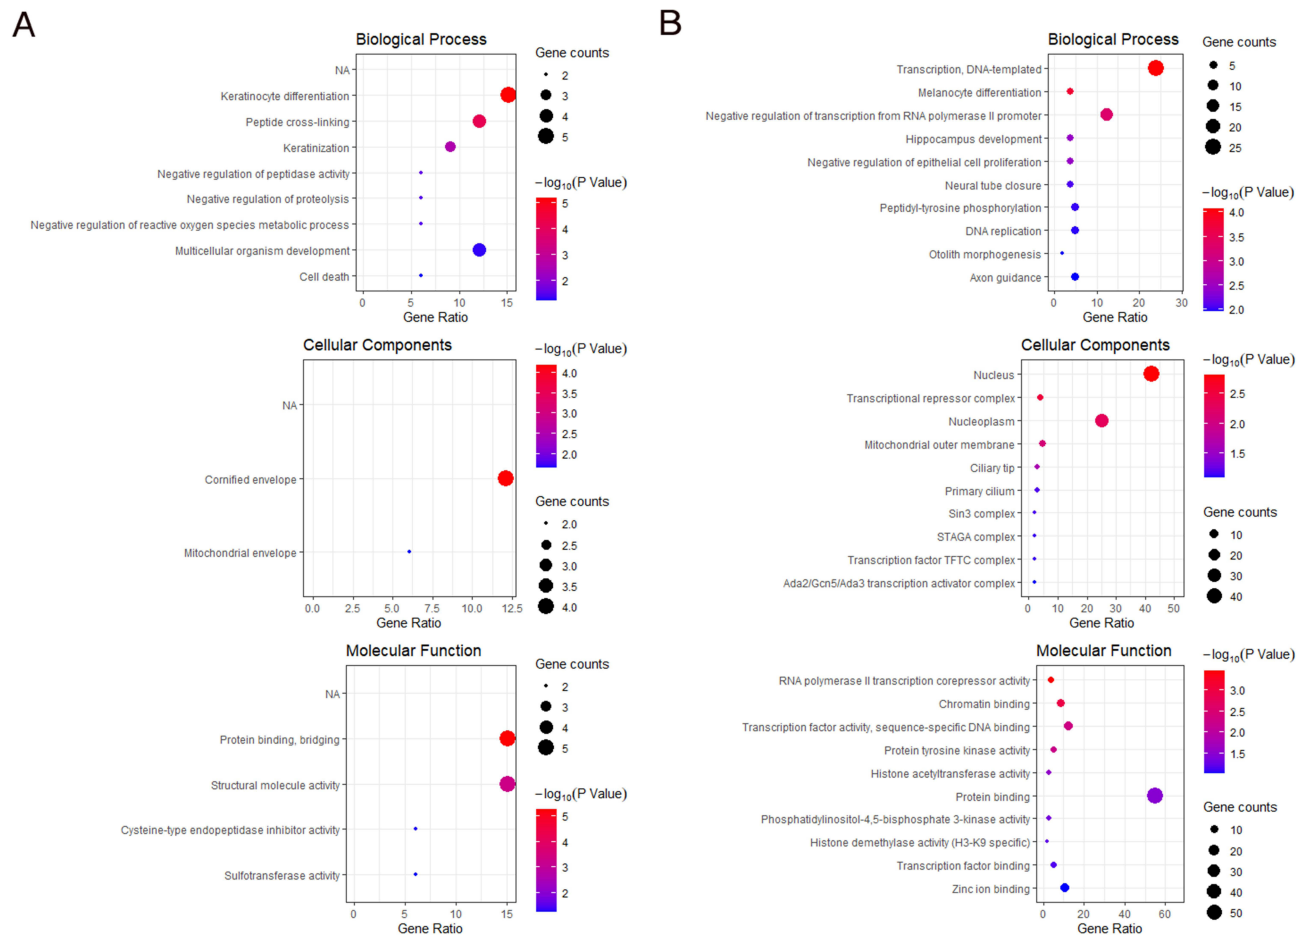 A
Biological Process
NA
Keratinocyte differentiation
Peptide cross-linking
Keratinization
Negative regulation of peptidase activity
Negative regulation of proteolysis
Negative regulation of reactive oxygen species metabolic process
Multicellular organism development
Cell death
0 5 10 15
Gene Ratio
Gene counts
2
3
4
5
−log10(P Value)
5
4
3
2
Cellular Components
NA
Cornified envelope
Mitochondrial envelope
0.0 2.5 5.0 7.5 10.0 12.5
Gene Ratio
−log10(P Value)
4.0
3.5
3.0
2.5
2.0
Gene counts
2.0
2.5
3.0
3.5
4.0
Molecular Function
NA
Protein binding, bridging
Structural molecule activity
Cysteine-type endopeptidase inhibitor activity
Sulfotransferase activity
0 5 10 15
Gene Ratio
Gene counts
2
3
4
5
−log10(P Value)
5
4
3
2
B
Biological Process
Transcription, DNA-templated
Melanocyte differentiation
Negative regulation of transcription from RNA polymerase II promoter
Hippocampus development
Negative regulation of epithelial cell proliferation
Neural tube closure
Peptidyl-tyrosine phosphorylation
DNA replication
Otolith morphogenesis
Axon guidance
0 10 20 30
Gene Ratio
Gene counts
5
10
15
20
25
−log10(P Value)
4.0
3.5
3.0
2.5
2.0
Cellular Components
Nucleus
Transcriptional repressor complex
Nucleoplasm
Mitochondrial outer membrane
Ciliary tip
Primary cilium
Sin3 complex
STAGA complex
Transcription factor TFTC complex
Ada2/Gcn5/Ada3 transcription activator complex
0 10 20 30 40 50
Gene Ratio
−log10(P Value)
2.5
2.0
1.5
Gene counts
10
20
30
40
Molecular Function
RNA polymerase II transcription corepressor activity
Chromatin binding
Transcription factor activity, sequence-specific DNA binding
Protein tyrosine kinase activity
Histone acetyltransferase activity
Protein binding
Phosphatidylinositol-4,5-bisphosphate 3-kinase activity
Histone demethylase activity (H3-K9 specific)
Transcription factor binding
Zinc ion binding
0 20 40 60
Gene Ratio
−log10(P Value)
3.0
2.5
2.0
1.5
Gene counts
10
20
30
40
50